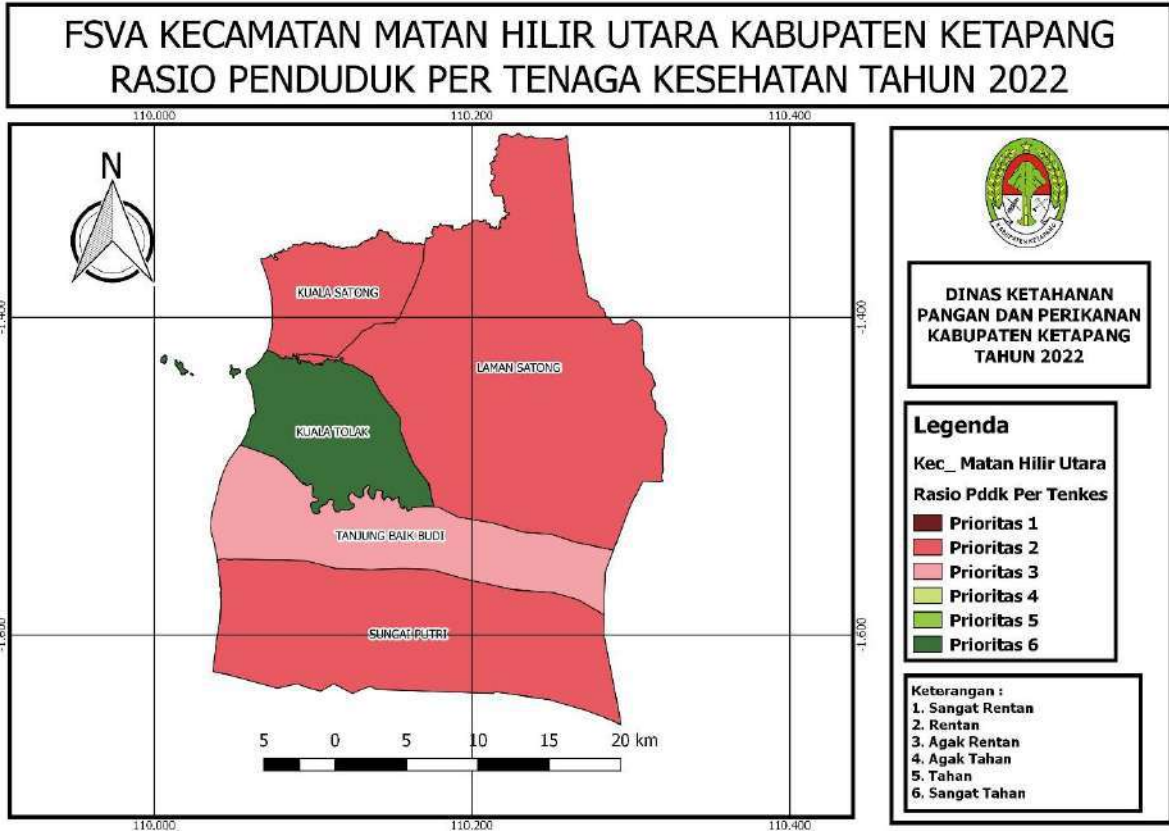 FSVA KECAMATAN MATAN HILIR UTARA KABUPATEN KETAPANG
RASIO PENDUDUK PER TENAGA KESEHATAN TAHUN 2022
110.000 110.200 110.400
N
KUALA SATONG
-1.400 -1.400
LAMAN SATONG
KUALA TOLAK
TANJUNG BAIK BUDI
-1.600 -1.600
SUNGAI PUTRI
5 0 5 10 15 20 km
110.000 110.200 110.400
KABUPATEN KETAPANG
DINAS KETAHANAN
PANGAN DAN PERIKANAN
KABUPATEN KETAPANG
TAHUN 2022
Legenda
Kec_ Matan Hilir Utara
Rasio Pddk Per Tenkes
Prioritas 1
Prioritas 2
Prioritas 3
Prioritas 4
Prioritas 5
Prioritas 6
Keterangan :
1. Sangat Rentan
2. Rentan
3. Agak Rentan
4. Agak Tahan
5. Tahan
6. Sangat Tahan